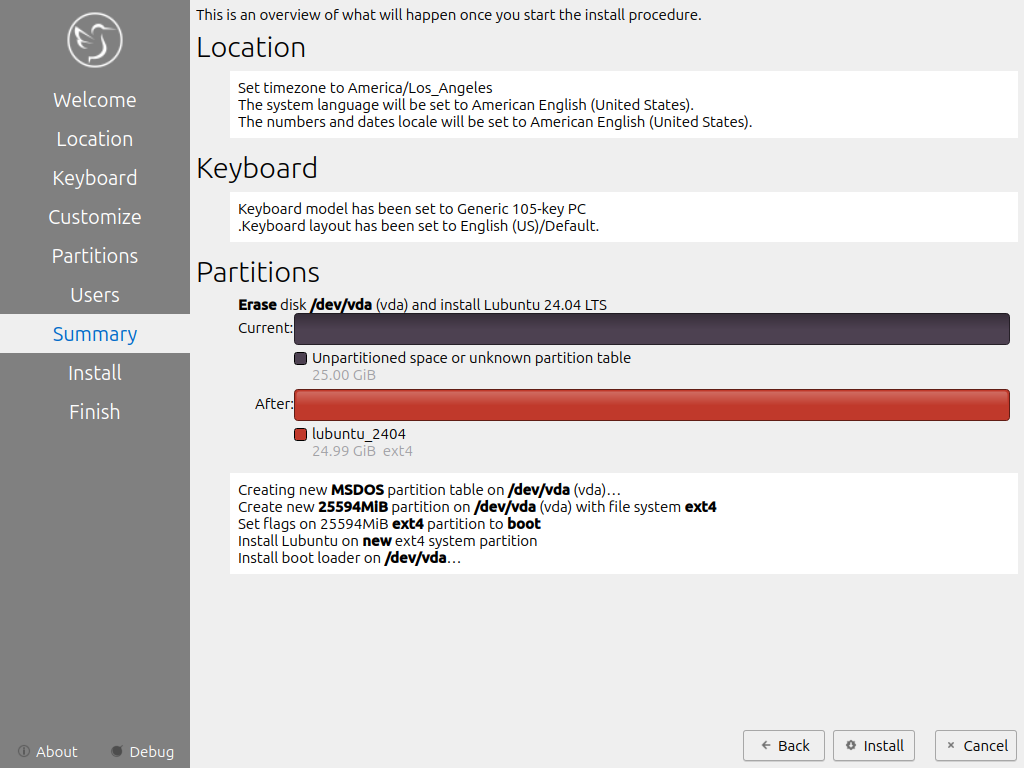 This is an overview of what will happen once you start the install procedure.
Welcome
Location
Keyboard
Customize
Partitions
Users
Summary
Install
Finish
About
Debug
Location
Set timezone to America/Los_Angeles
The system language will be set to American English (United States).
The numbers and dates locale will be set to American English (United States).
Keyboard
Keyboard model has been set to Generic 105-key PC
.Keyboard layout has been set to English (US)/Default.
Partitions
Erase disk /dev/vda (vda) and install Lubuntu 24.04 LTS
Current:
Unpartitioned space or unknown partition table
25.00 GiB
After:
lubuntu_2404
24.99 GiB ext4
Creating new MSDOS partition table on /dev/vda (vda)…
Create new 25594MiB partition on /dev/vda (vda) with file system ext4
Set flags on 25594MiB ext4 partition to boot
Install Lubuntu on new ext4 system partition
Install boot loader on /dev/vda…
Back
Install
Cancel